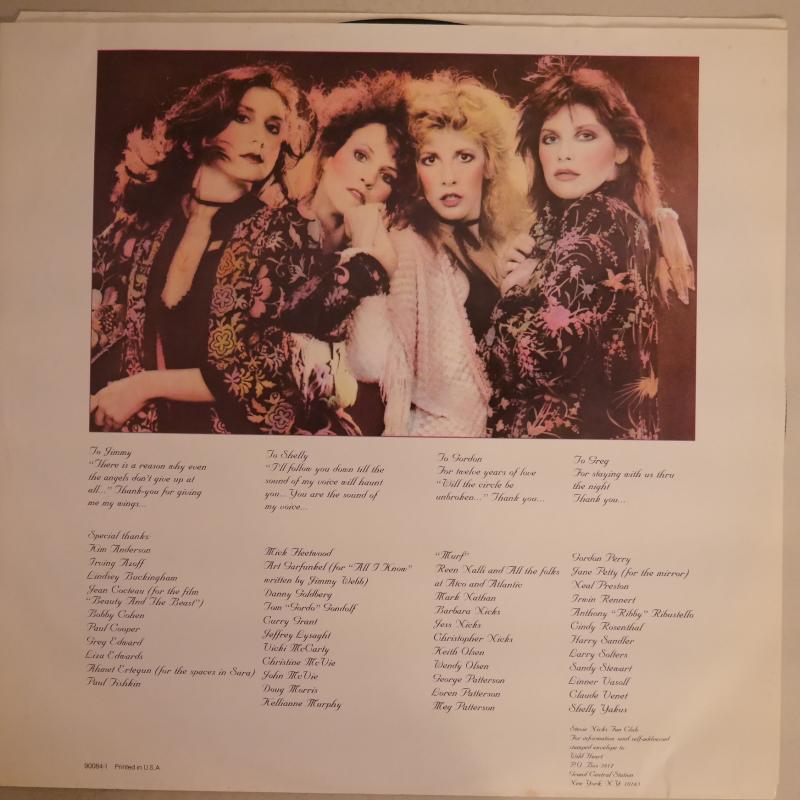 To Jimmy
"There is a reason why even
the angels don't give up at
all..." Thank-you for giving
me my wings...
To Shelly
"I'll follow you down till the
sound of my voice will haunt
you... You are the sound of
my voice...
To Gordon
For twelve years of love
"Will the circle be
unbroken..." Thank you...
To Greg
For staying with us thru
the night
Thank you...
Special thanks:
Kim Anderson
Irving Azoff
Lindsey Buckingham
Jean Cocteau (for the film
"Beauty And The Beast")
Bobby Cohen
Paul Cooper
Greg Edward
Liza Edwards
Ahmet Ertegun (for the spaces in Sara)
Paul Fishkin
Mick Fleetwood
Art Garfunkel (for "All I Know"
written by Jimmy Webb)
Danny Goldberg
Tom "Gordo" Gondolf
Curry Grant
Jeffrey Lysaght
Vicki McCarty
Christine McVie
John McVie
Doug Morris
Kellianne Murphy
"Murf"
Reen Nalli and All the folks
at Atco and Atlantic
Mark Nathan
Barbara Nicks
Jess Nicks
Christopher Nicks
Keith Olsen
Wendy Olsen
George Patterson
Loren Patterson
Meg Patterson
Gordon Perry
Jane Petty (for the mirror)
Neal Preston
Irwin Rennert
Anthony "Ribby" Ribustello
Cindy Rosenthal
Harry Sandler
Larry Solters
Sandy Stewart
Linner Vasoll
Claude Venet
Shelly Yakus
Stevie Nicks Fan Club
For information send self-addressed
stamped envelope to:
Wild Heart
P.O. Box
Grand Central Station
New York, N.Y. 10163
90084-1 Printed in U.S.A.